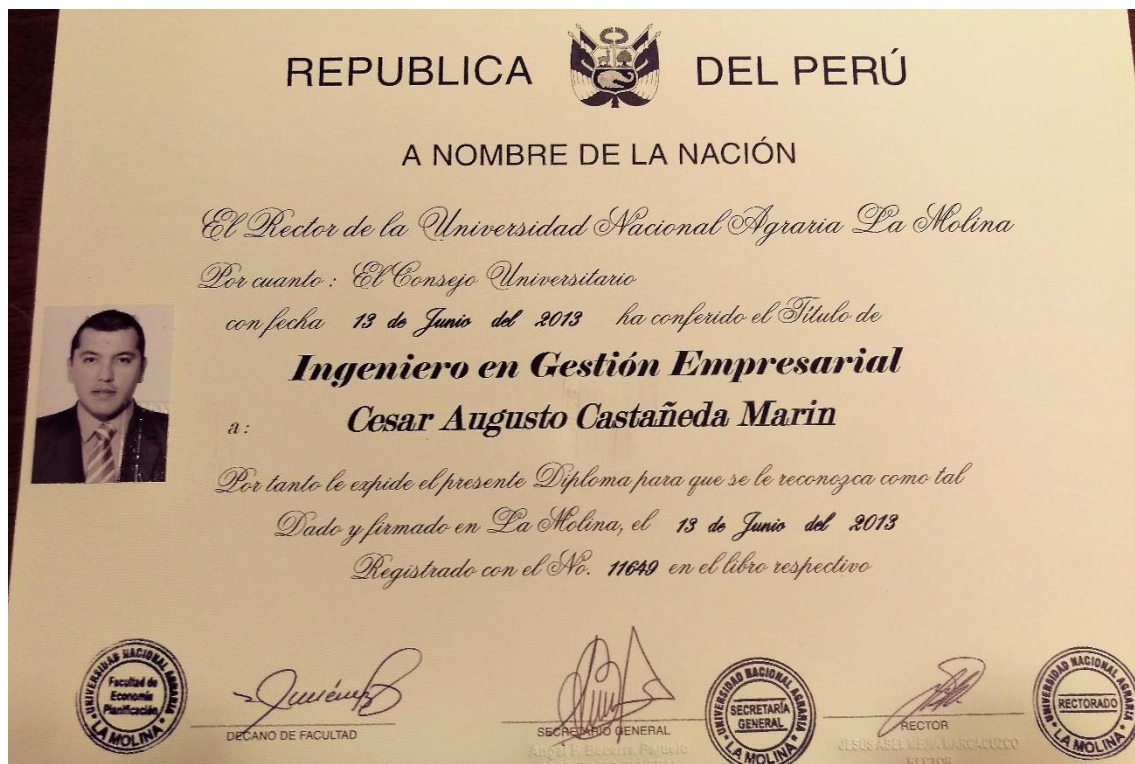 REPUBLICA DEL PERÚ
A NOMBRE DE LA NACIÓN
El Rector de la Universidad Nacional Agraria La Molina
Por cuanto : El Consejo Universitario
con fecha 13 de Junio del 2013 ha conferido el Título de
Ingeniero en Gestión Empresarial
a : Cesar Augusto Castañeda Marin
Por tanto le expide el presente Diploma para que se le reconozca como tal
Dado y firmado en La Molina, el 13 de Junio del 2013
Registrado con el No. 11649 en el libro respectivo
UNIVERSIDAD NACIONAL AGRARIA
Facultad de
Economía
Planificación
LA MOLINA
DECANO DE FACULTAD
SECRETARIO GENERAL
UNIVERSIDAD NACIONAL AGRARIA
SECRETARÍA
GENERAL
LA MOLINA
RECTOR
JESUS ABEL MEJIA MARCACUZCO
RECTOR
UNIVERSIDAD NACIONAL AGRARIA
RECTORADO
LA MOLINA